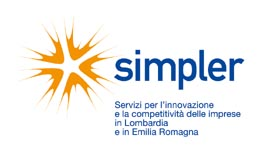 simpler
Servizi per l'innovazione
e la competitività delle imprese
in Lombardia
e in Emilia Romagna